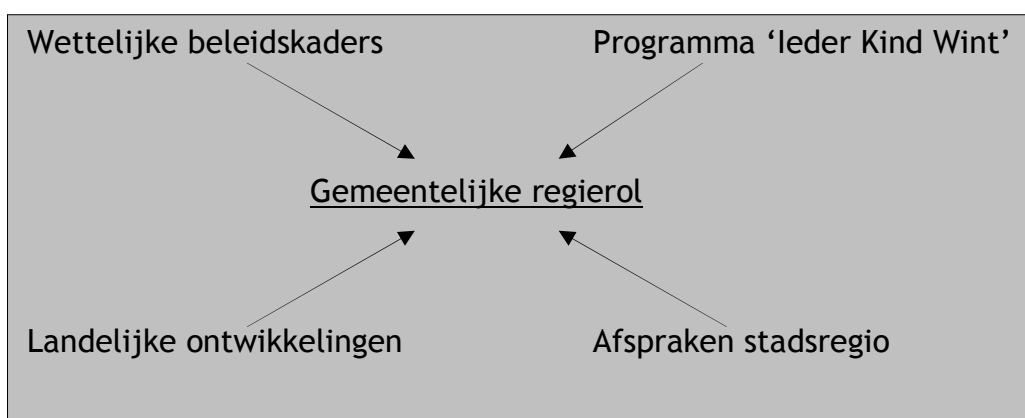 Wettelijke beleidskaders
Programma ‘Ieder Kind Wint’
Gemeentelijke regierol
Landelijke ontwikkelingen
Afspraken stadsregio